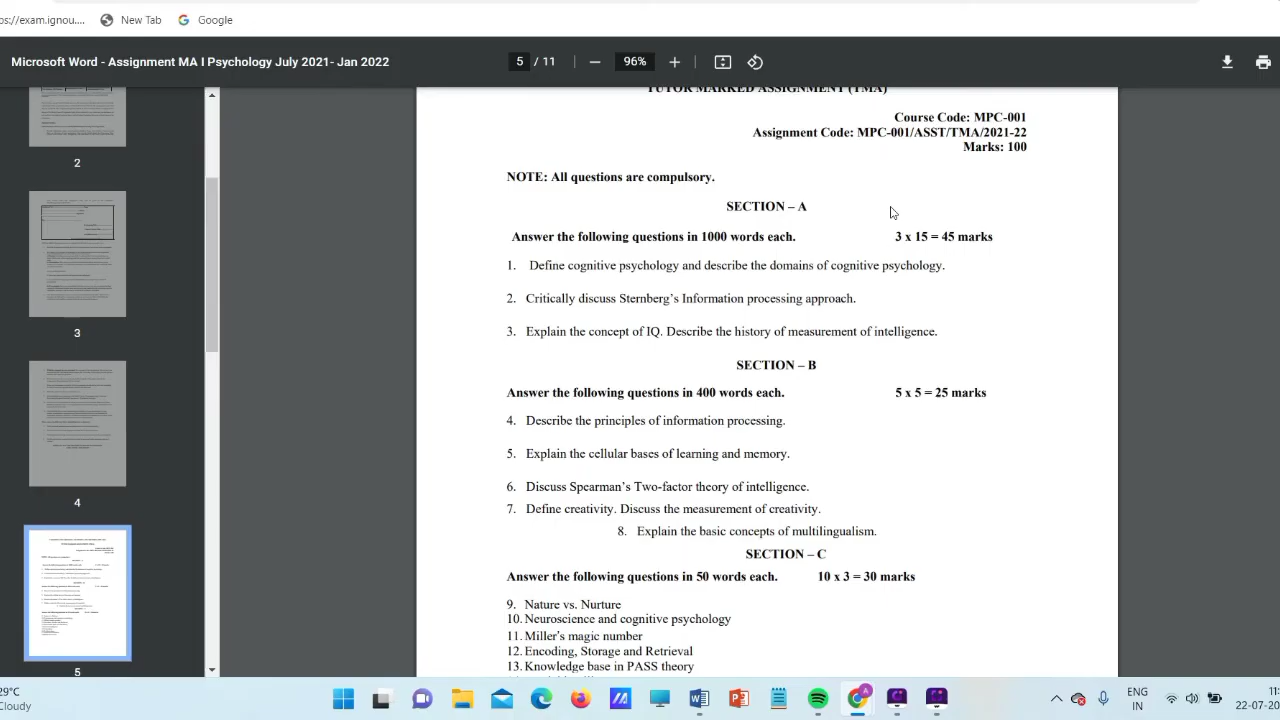 ps://exam.ignou.... New Tab Google
Microsoft Word - Assignment MA I Psychology July 2021- Jan 2022 5 / 11 96%
TUTOR MARKED ASSIGNMENT (TMA)
Course Code: MPC-001
Assignment Code: MPC-001/ASST/TMA/2021-22
Marks: 100
NOTE: All questions are compulsory.
SECTION – A
Answer the following questions in 1000 words each. 3 x 15 = 45 marks
1. Define cognitive psychology and describe the domains of cognitive psychology.
2. Critically discuss Sternberg’s Information processing approach.
3. Explain the concept of IQ. Describe the history of measurement of intelligence.
SECTION – B
Answer the following questions in 400 words each. 5 x 5 = 25 marks
4. Describe the principles of information processing.
5. Explain the cellular bases of learning and memory.
6. Discuss Spearman’s Two-factor theory of intelligence.
7. Define creativity. Discuss the measurement of creativity.
8. Explain the basic concepts of multilingualism.
SECTION – C
Answer the following questions in 50 words each. 10 x 3 = 30 marks
9. Nature vs. Nurture
10. Neuroscience and cognitive psychology
11. Miller’s magic number
12. Encoding, Storage and Retrieval
13. Knowledge base in PASS theory
2
3
4
5
29°C
Cloudy
ENG
IN
22-07-20